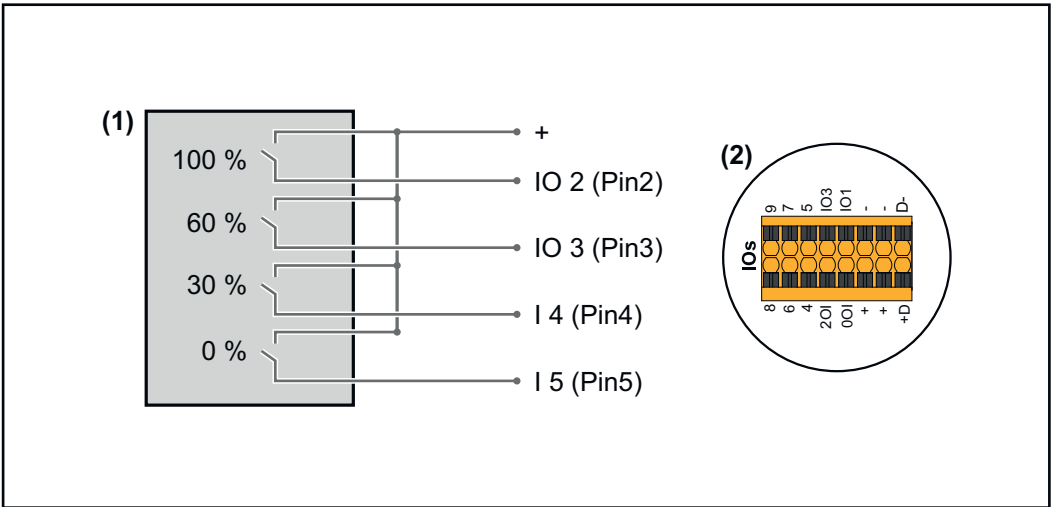 (1)
100 %
60 %
30 %
0 %
+
IO 2 (Pin2)
IO 3 (Pin3)
I 4 (Pin4)
I 5 (Pin5)
(2)
IOs
9 7 5 IO3 IO1 - - D-
8 6 4 IO2 IO0 + + D+